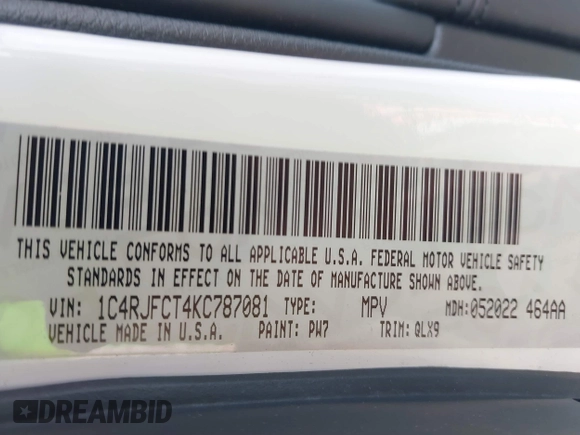 THIS VEHICLE CONFORMS TO ALL APPLICABLE U.S.A. FEDERAL MOTOR VEHICLE SAFETY
STANDARDS IN EFFECT ON THE DATE OF MANUFACTURE SHOWN ABOVE.
VIN: 1C4RJFCT4KC787081 TYPE: MPV MDH:052022 464AA
VEHICLE MADE IN U.S.A. PAINT: PW7 TRIM: QLX9
DREAMBID